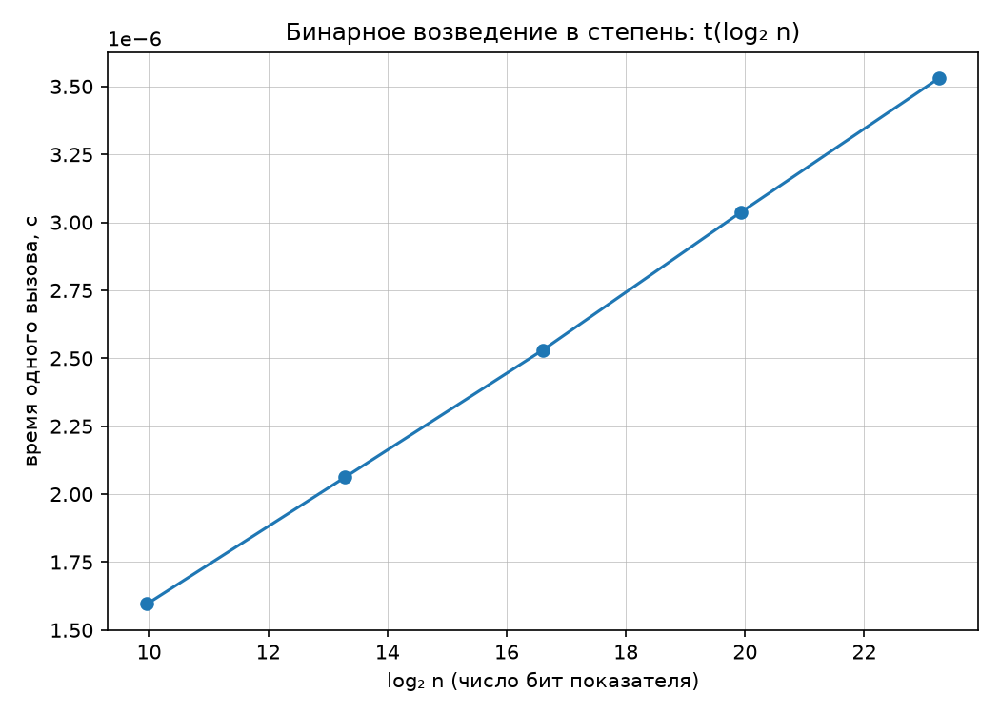 Бинарное возведение в степень: t(log₂ n)
1e−6
3.50
3.25
3.00
2.75
2.50
2.25
2.00
1.75
1.50
время одного вызова, с
10 12 14 16 18 20 22
log₂ n (число бит показателя)